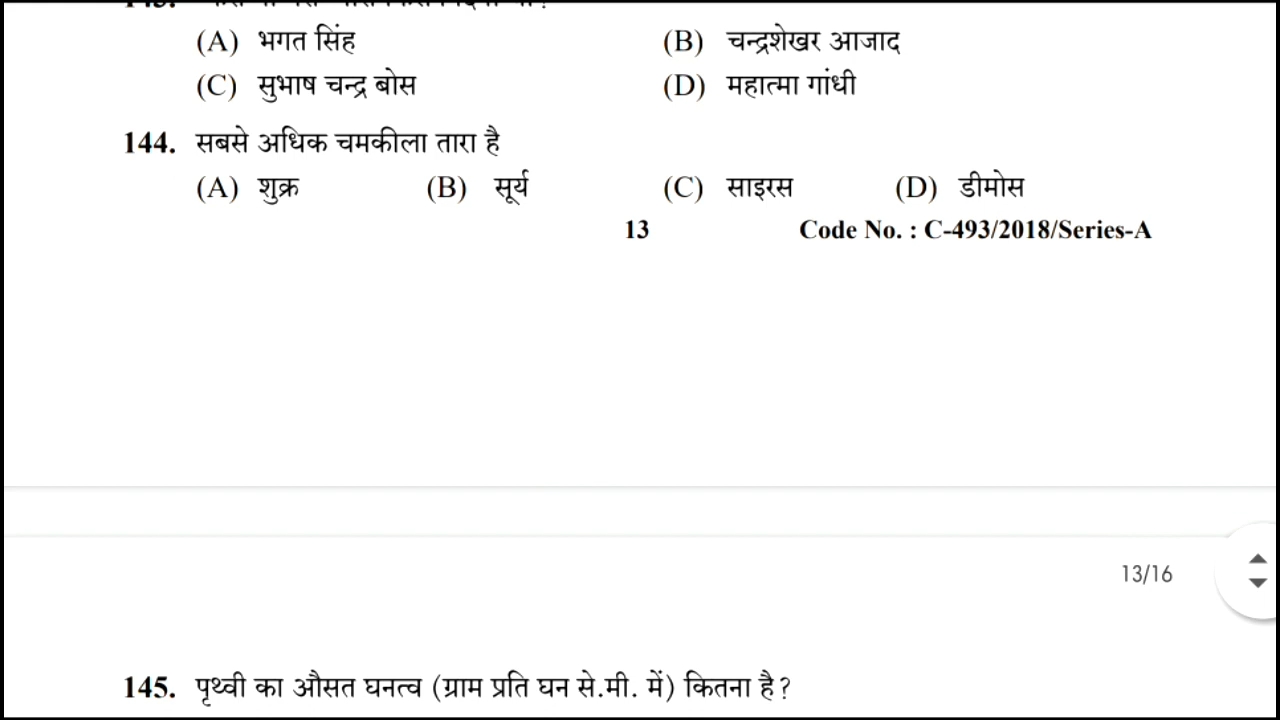 (A) भगत सिंह (B) चन्द्रशेखर आजाद
(C) सुभाष चन्द्र बोस (D) महात्मा गांधी
144. सबसे अधिक चमकीला तारा है
(A) शुक्र (B) सूर्य (C) साइरस (D) डीमोस
13 Code No. : C-493/2018/Series-A
13/16
145. पृथ्वी का औसत घनत्व (ग्राम प्रति घन से.मी. में) कितना है?